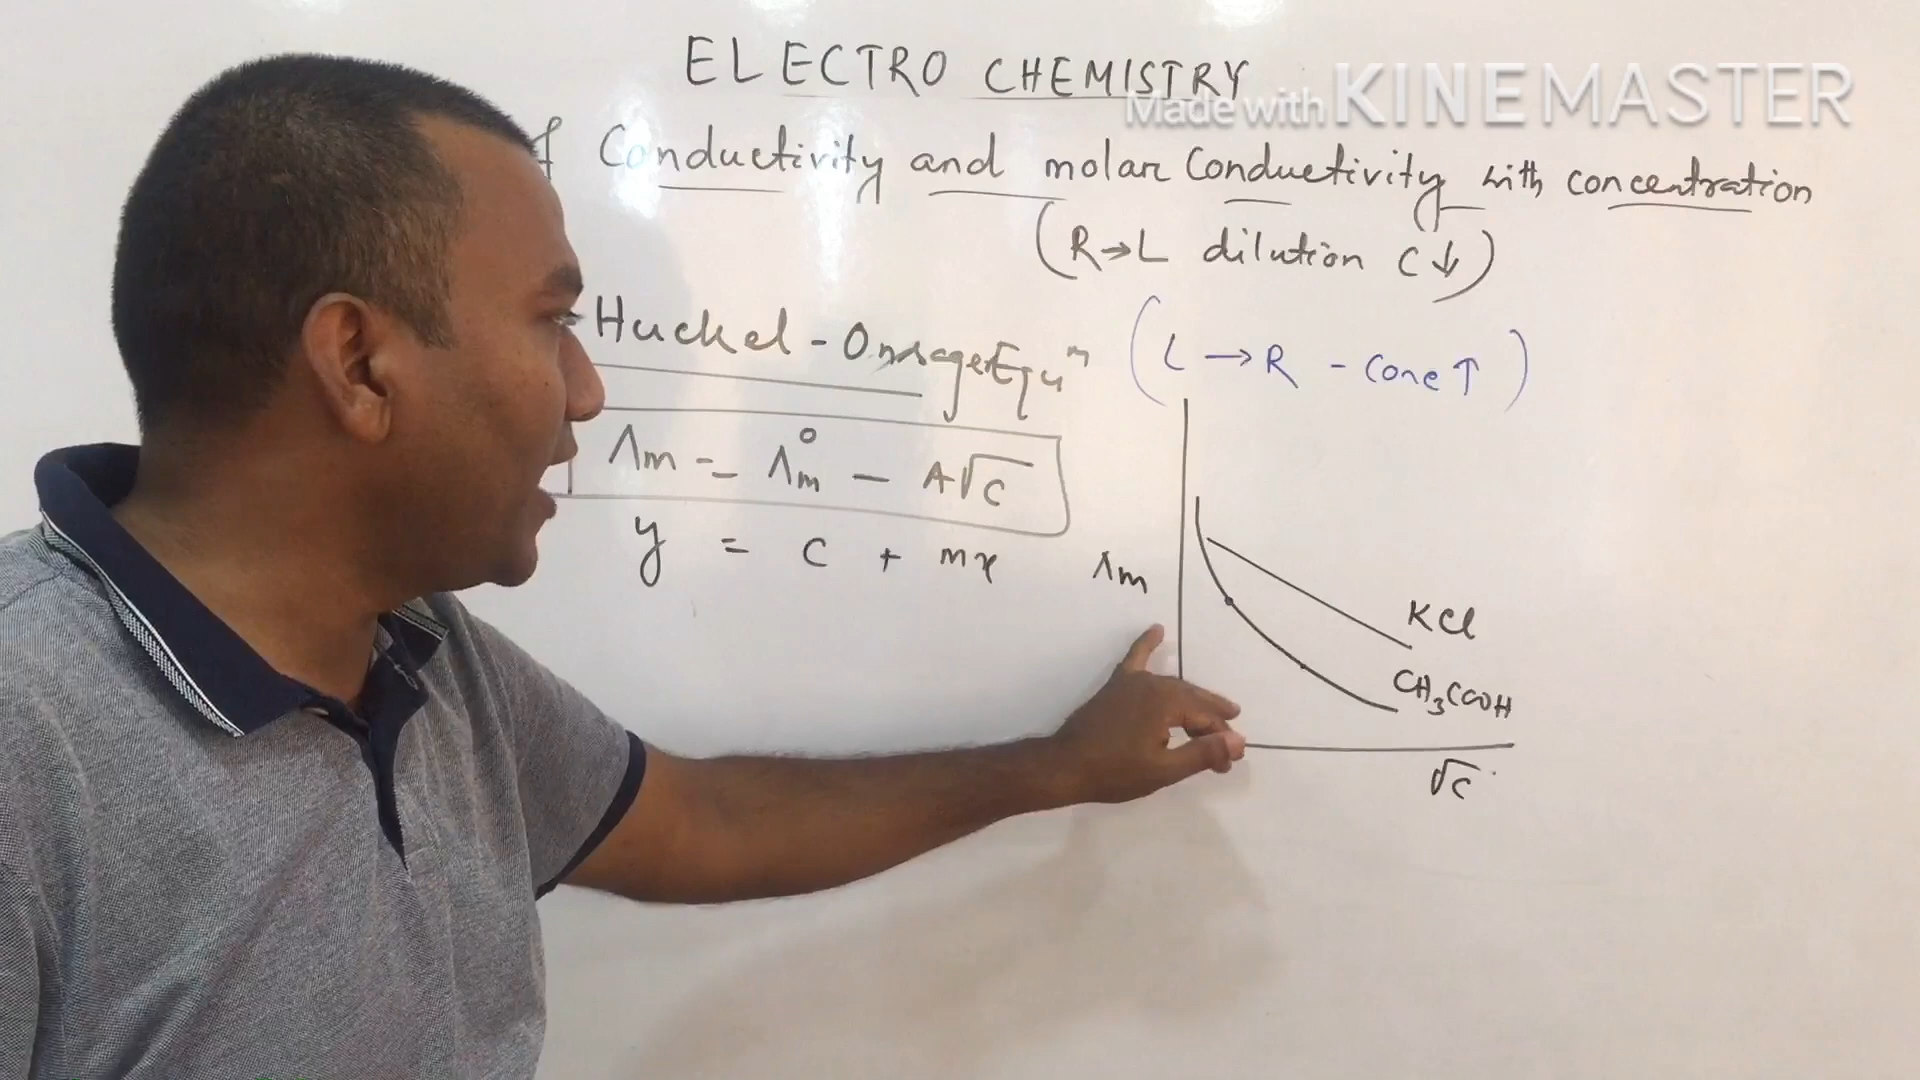 ELECTRO CHEMISTRY
Made with KINEMASTER
f Conductivity and molar Conductivity with concentration
(R→L dilution C↓)
Huckel - Onsager Equⁿ
(L → R - Conc ↑)
Λm = Λ°m - A√C
y = c + mx
Λm
KCl
CH₃COOH
√C